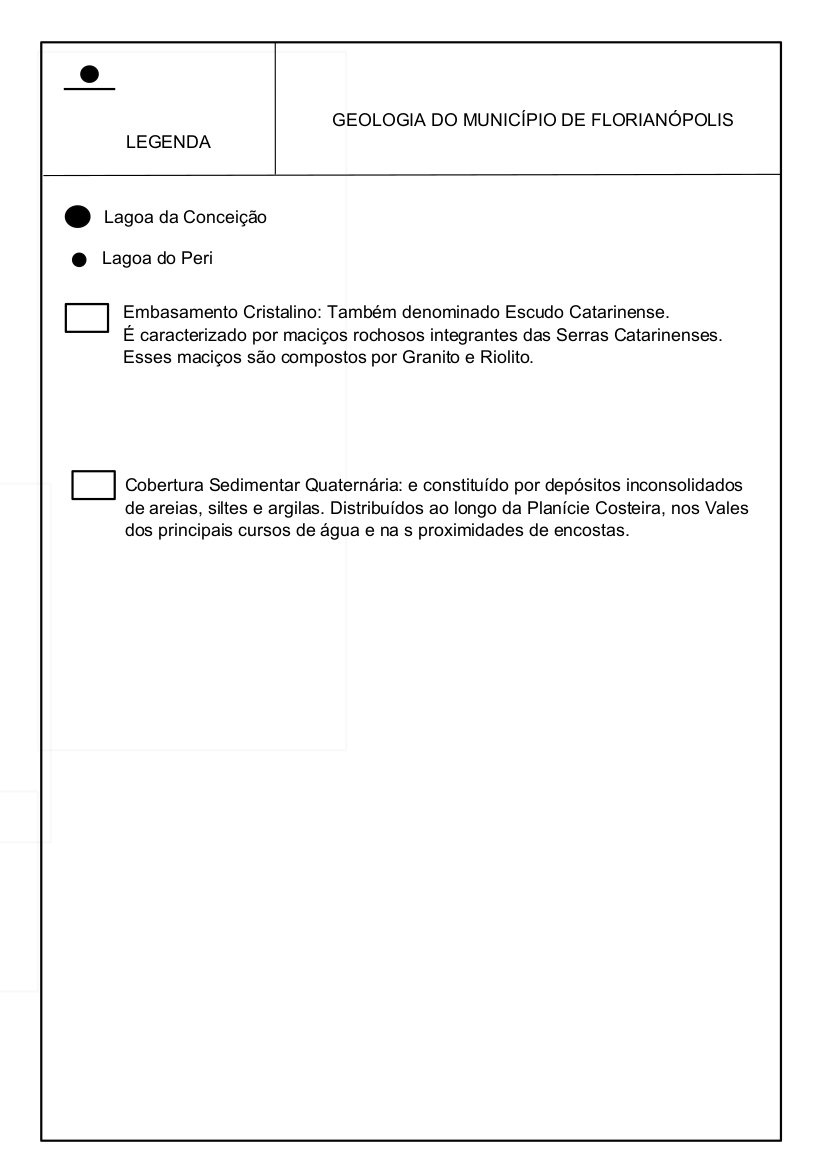 LEGENDA
GEOLOGIA DO MUNICÍPIO DE FLORIANÓPOLIS
Lagoa da Conceição
Lagoa do Peri
Embasamento Cristalino: Também denominado Escudo Catarinense.
É caracterizado por maciços rochosos integrantes das Serras Catarinenses.
Esses maciços são compostos por Granito e Riolito.
Cobertura Sedimentar Quaternária: e constituído por depósitos inconsolidados
de areias, siltes e argilas. Distribuídos ao longo da Planície Costeira, nos Vales
dos principais cursos de água e na s proximidades de encostas.